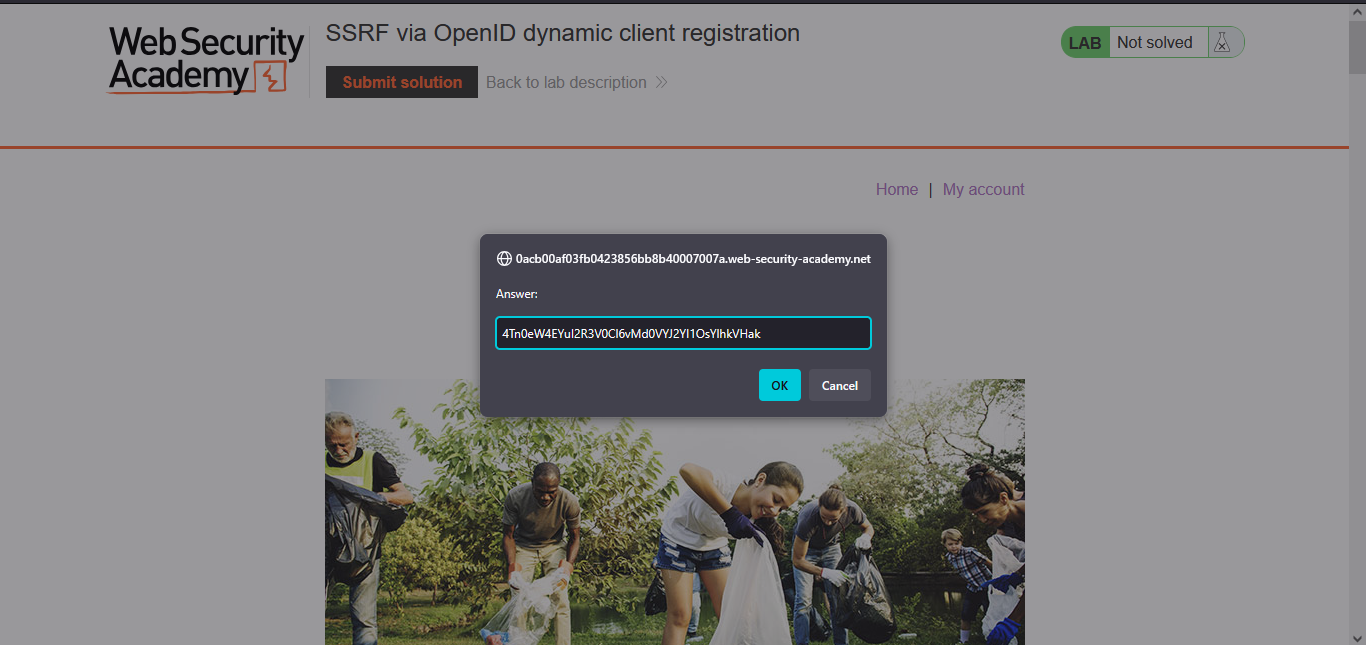 Web Security
Academy
SSRF via OpenID dynamic client registration
Submit solution
Back to lab description
LAB
Not solved
Home | My account
0acb00af03fb0423856bb8b40007007a.web-security-academy.net
Answer:
4Tn0eW4EYuI2R3V0Cl6vMd0VYJ2Yl1OsYlhkVHak
OK
Cancel